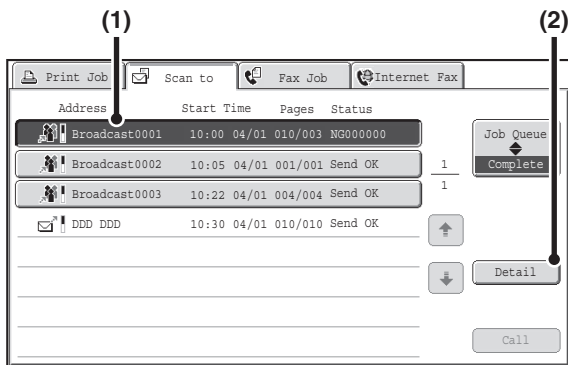 (1) (2)
Print Job Scan to Fax Job Internet Fax
Address Start Time Pages Status
Broadcast0001 10:00 04/01 010/003 NG000000
Job Queue
Complete
Broadcast0002 10:05 04/01 001/001 Send OK
1
1
Broadcast0003 10:22 04/01 004/004 Send OK
DDD DDD 10:30 04/01 010/010 Send OK
Detail
Call